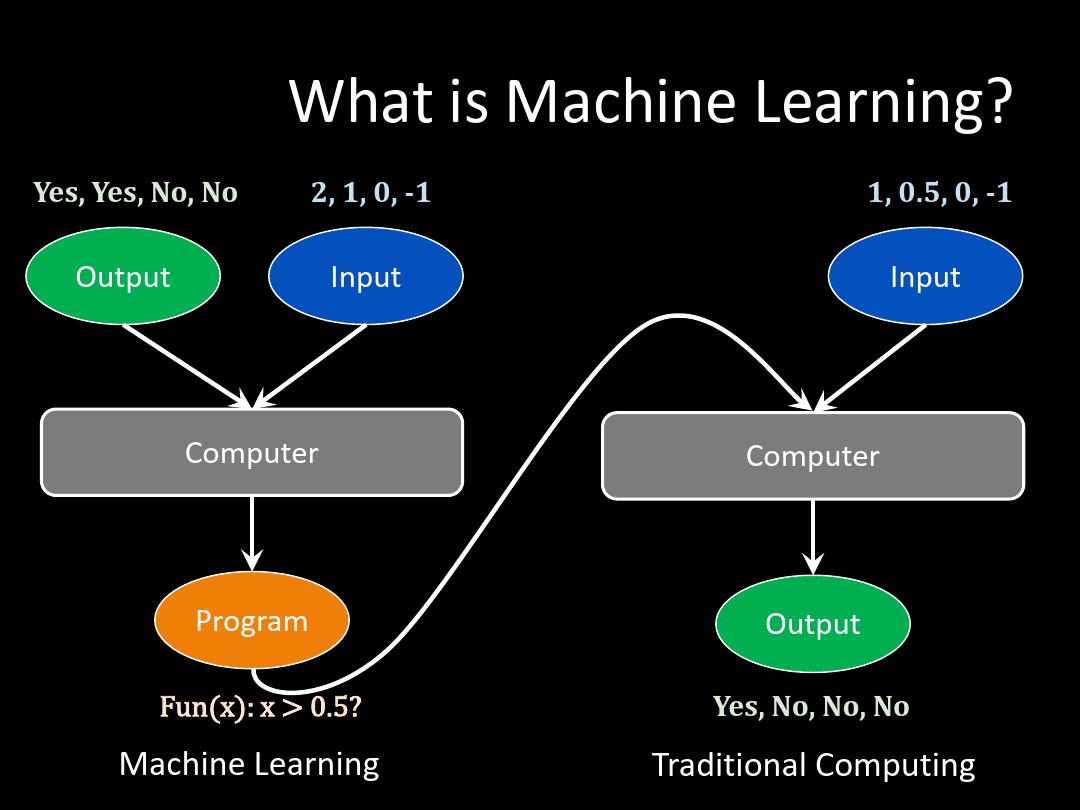 What is Machine Learning?
Yes, Yes, No, No
2, 1, 0, -1
1, 0.5, 0, -1
Output
Input
Input
Computer
Computer
Program
Output
Fun(x): x > 0.5?
Yes, No, No, No
Machine Learning
Traditional Computing